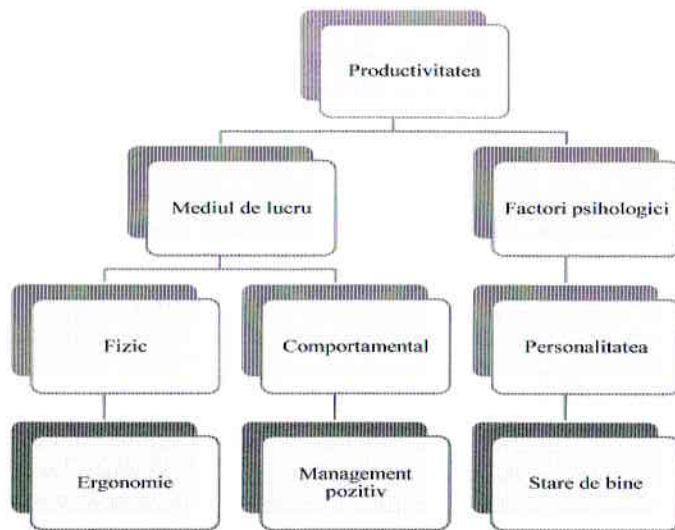 Productivitatea
Mediul de lucru
Factori psihologici
Fizic
Comportamental
Personalitatea
Ergonomie
Management
pozitiv
Stare de bine